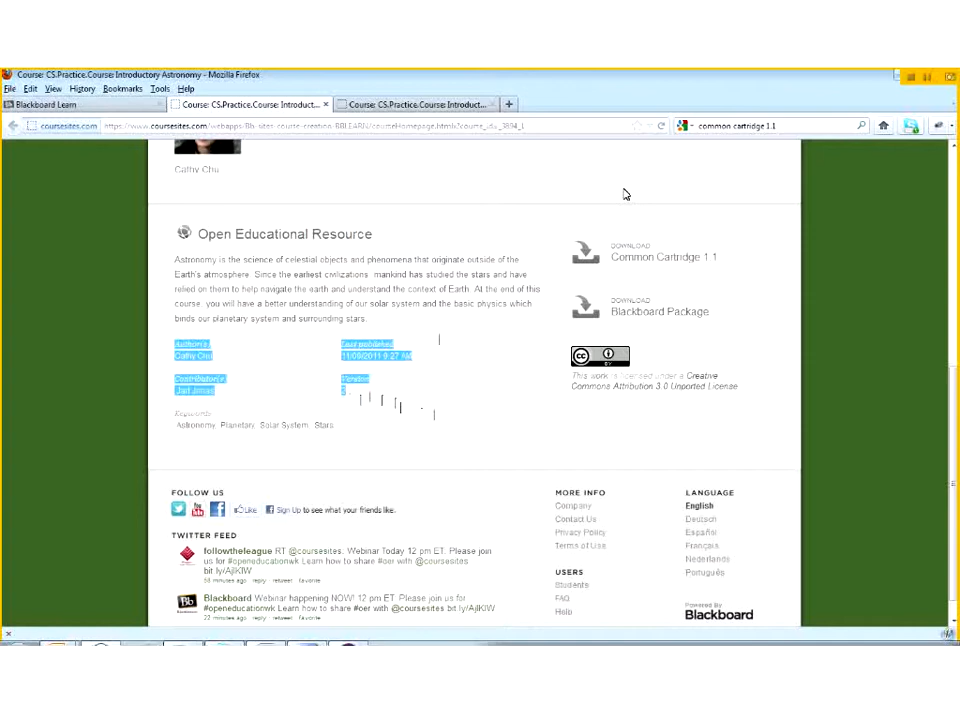 Course: CS.Practice.Course: Introductory Astronomy - Mozilla Firefox
File Edit View History Bookmarks Tools Help
Blackboard Learn
Course: CS.Practice.Course: Introduct...
Course: CS.Practice.Course: Introduct...
coursesites.com
common cartridge 1.1
Cathy Chu
Open Educational Resource
Astronomy is the science of celestial objects and phenomena that originate outside of the
Earth's atmosphere. Since the earliest civilizations mankind has studied the stars and have
relied on them to help navigate the earth and understand the context of Earth. At the end of this
course you will have a better understanding of our solar system and the basic physics which
binds our planetary system and surrounding stars.
Author(s)
Cathy Chu
Last published
11/09/2011 9:27 AM
Contributor(s)
Version
Keywords
Astronomy, Planetary, Solar System, Stars
DOWNLOAD
Common Cartridge 1.1
DOWNLOAD
Blackboard Package
cc BY
This work is licensed under a Creative
Commons Attribution 3.0 Unported License
FOLLOW US
You Tube
Like
Sign Up to see what your friends like.
TWITTER FEED
followtheleague RT @coursesites: Webinar Today 12 pm ET. Please join
us for #openeducationwk Learn how to share #oer with @coursesites
bit.ly/AjlKIW
58 minutes ago reply retweet favorite
Blackboard Webinar happening NOW! 12 pm ET. Please join us for
#openeducationwk Learn how to share #oer with @coursesites bit.ly/AjlKIW
22 minutes ago reply retweet favorite
MORE INFO
Company
Contact Us
Privacy Policy
Terms of Use
USERS
Students
FAQ
Help
LANGUAGE
English
Deutsch
Español
Français
Nederlands
Português
Powered By
Blackboard